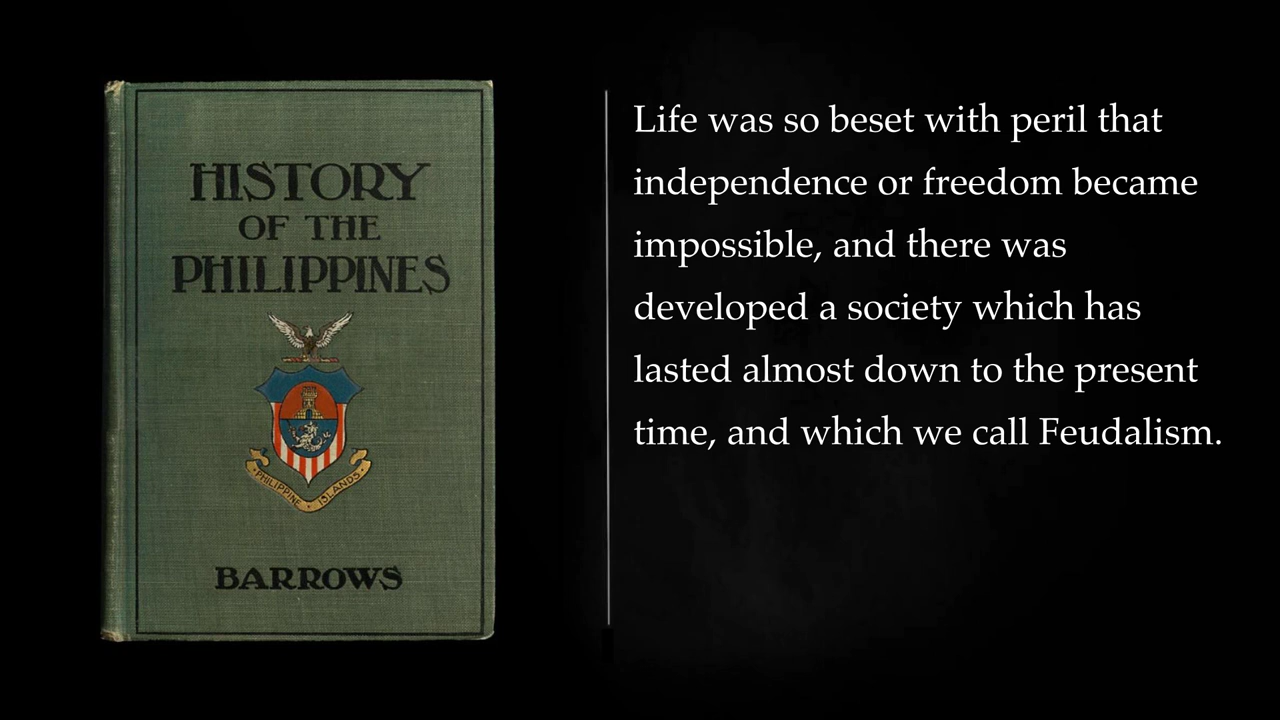 HISTORY
OF THE
PHILIPPINES
PHILIPPINE ISLANDS
BARROWS
Life was so beset with peril that
independence or freedom became
impossible, and there was
developed a society which has
lasted almost down to the present
time, and which we call Feudalism.